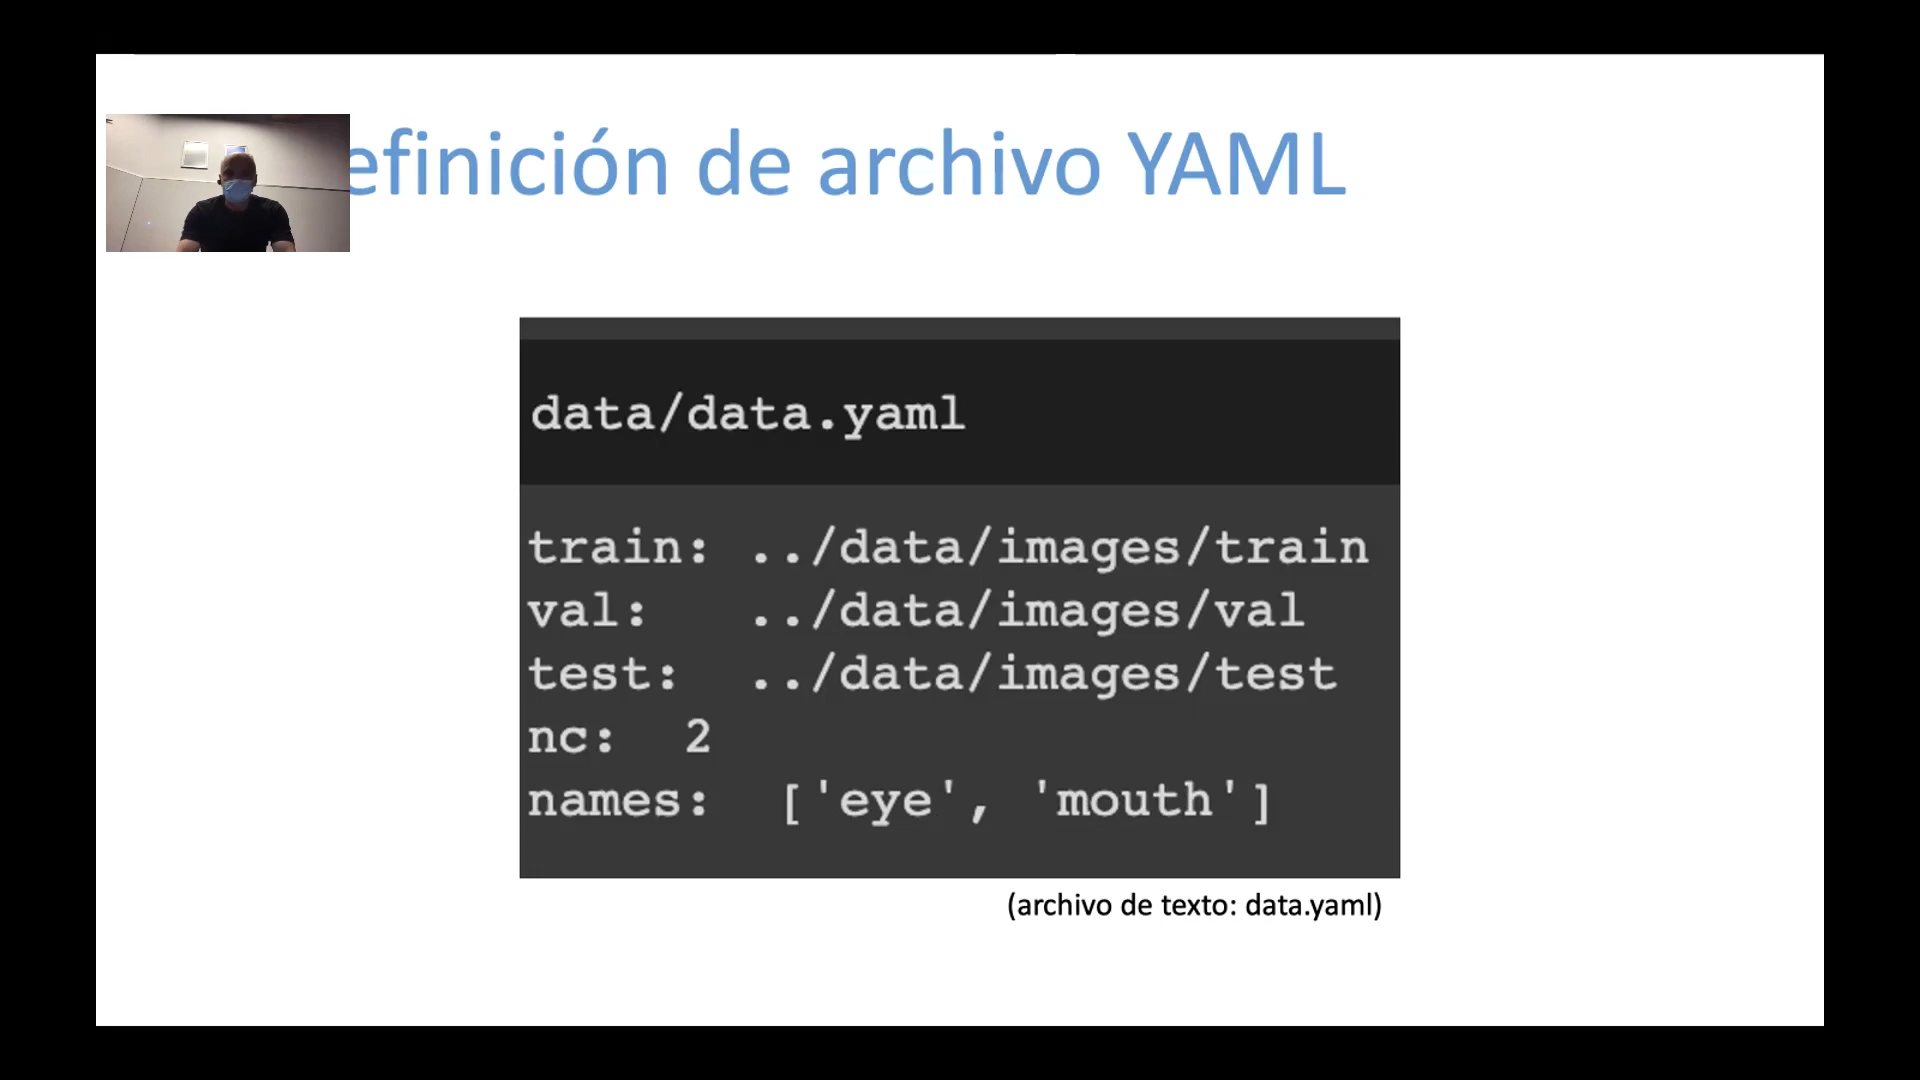 efinición de archivo YAML
data/data.yaml
train: ../data/images/train
val: ../data/images/val
test: ../data/images/test
nc: 2
names: ['eye', 'mouth']
(archivo de texto: data.yaml)